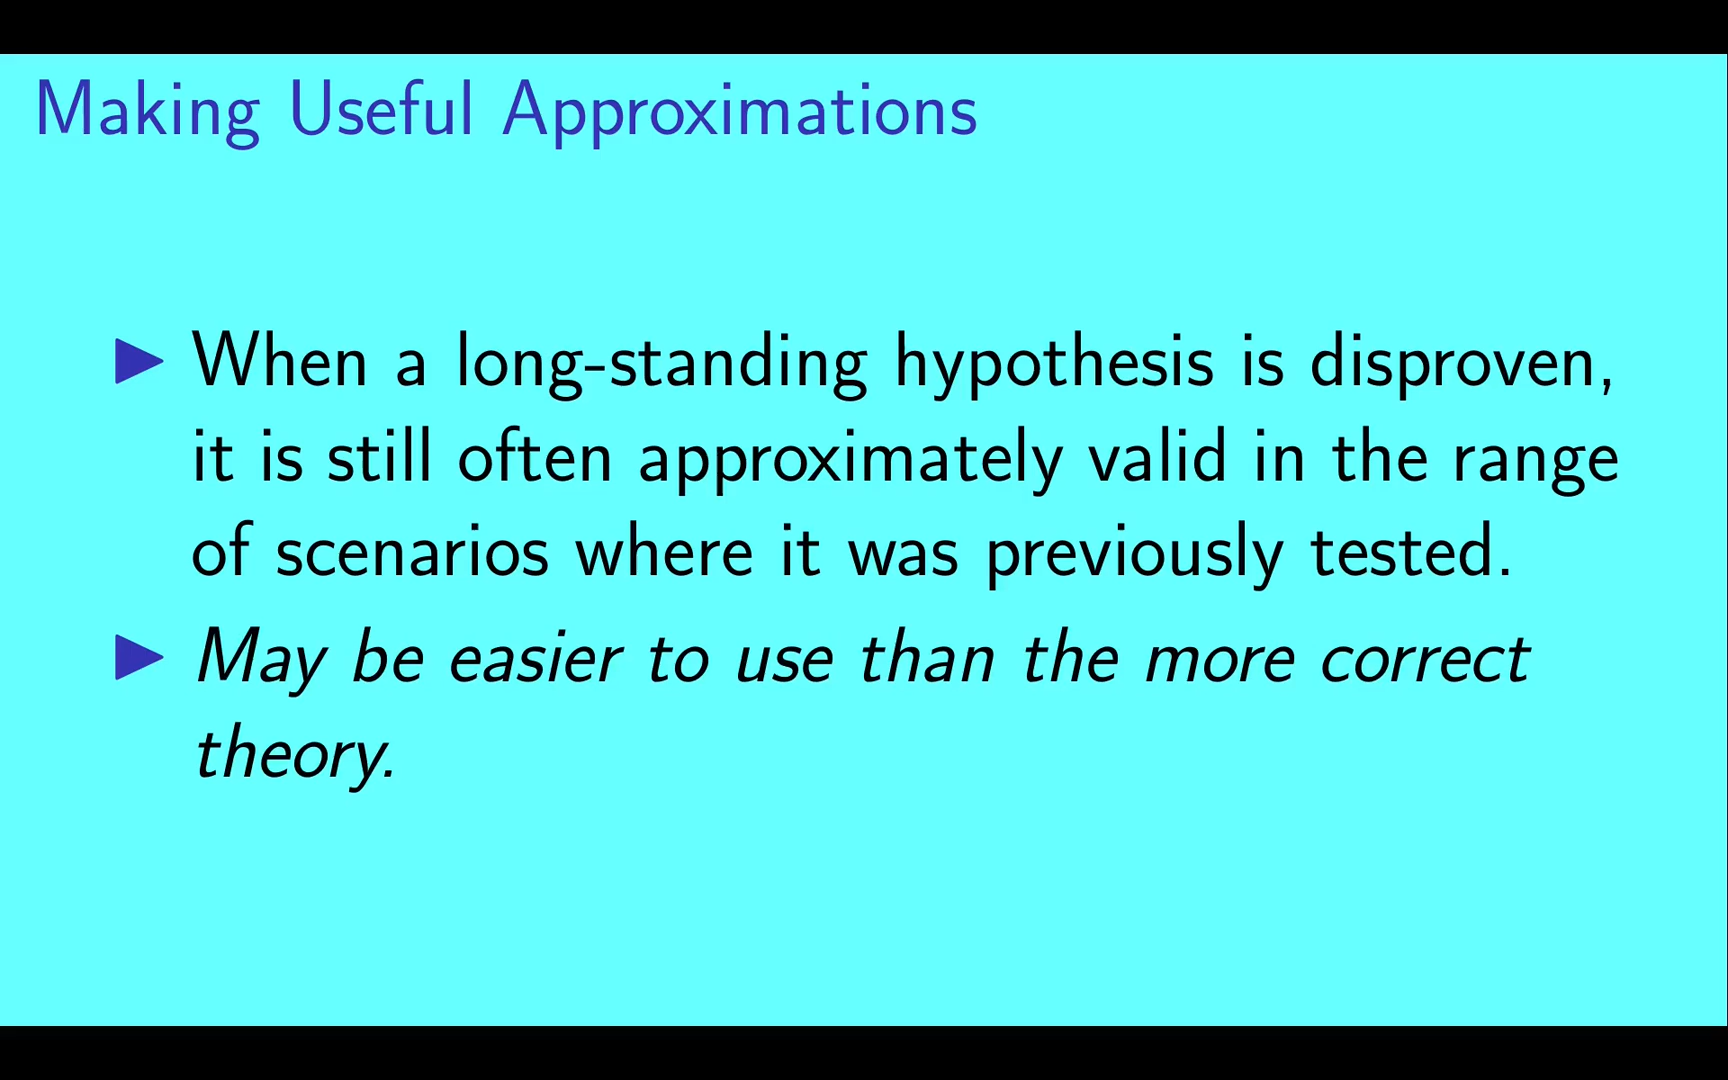 Making Useful Approximations
When a long-standing hypothesis is disproven,
it is still often approximately valid in the range
of scenarios where it was previously tested.
May be easier to use than the more correct
theory.